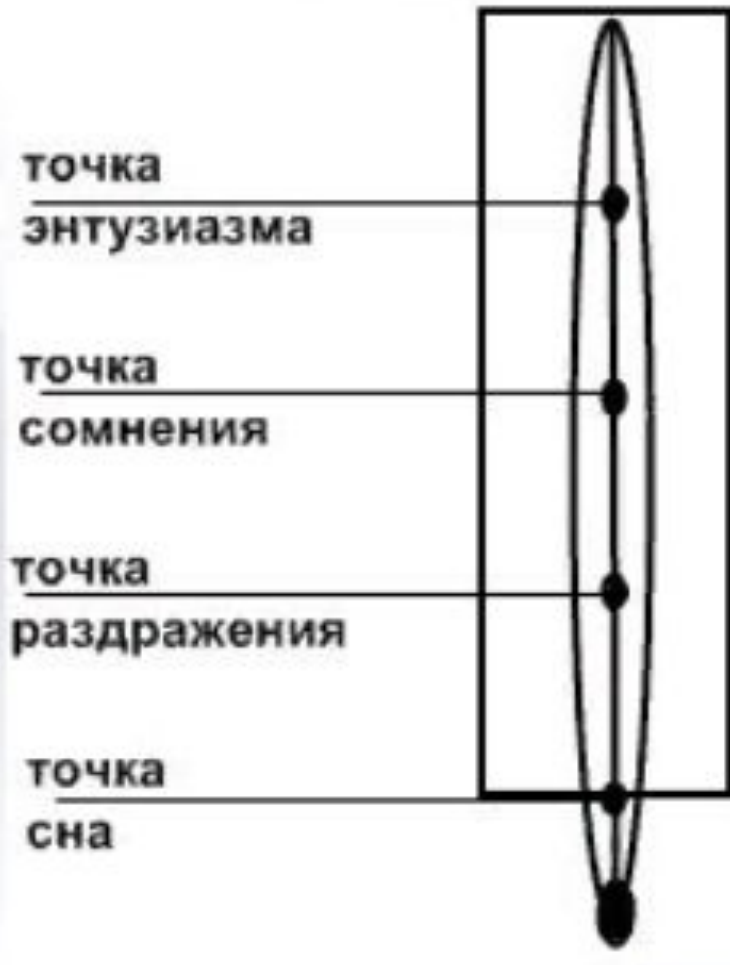 точка
энтузиазма
точка
сомнения
точка
раздражения
точка
сна